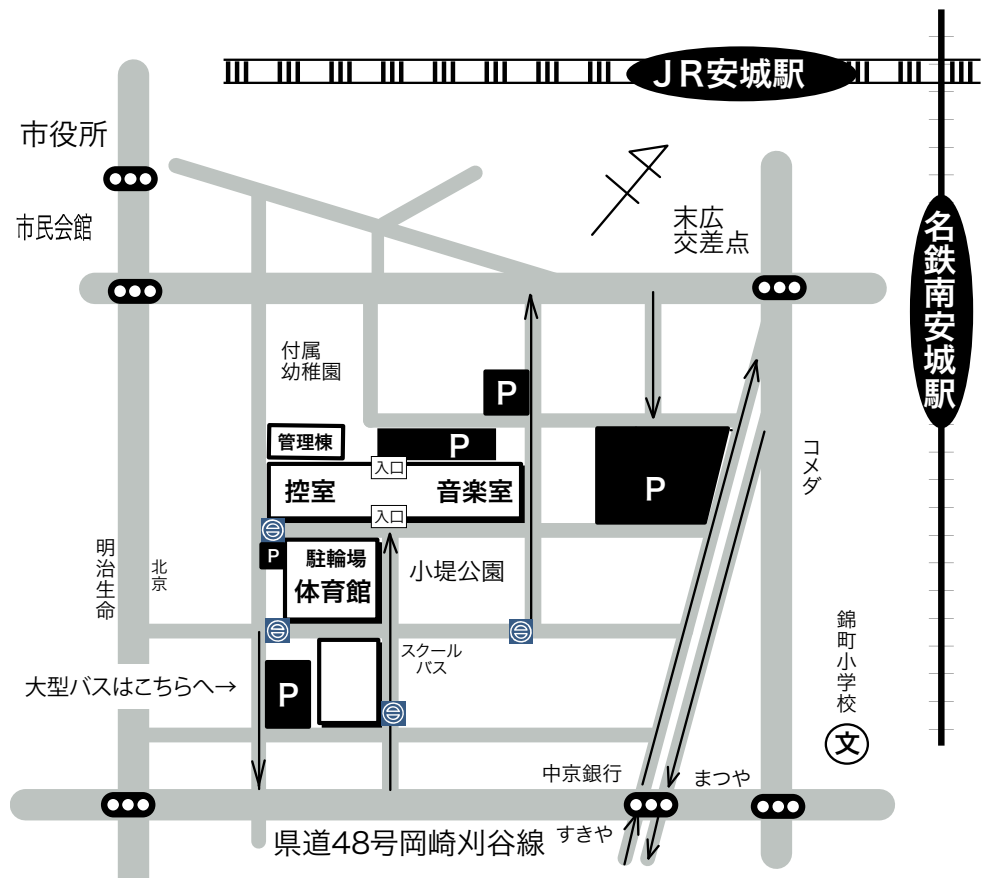 JR安城駅
市役所
市民会館
末広
交差点
名鉄南安城駅
付属
幼稚園
P
管理棟
P
入口
控室
音楽室
P
コメダ
入口
P
駐輪場
体育館
小堤公園
明治生命
北京
スクール
バス
錦町小学校
大型バスはこちらへ→
P
文
中京銀行
まつや
すきや
県道48号岡崎刈谷線